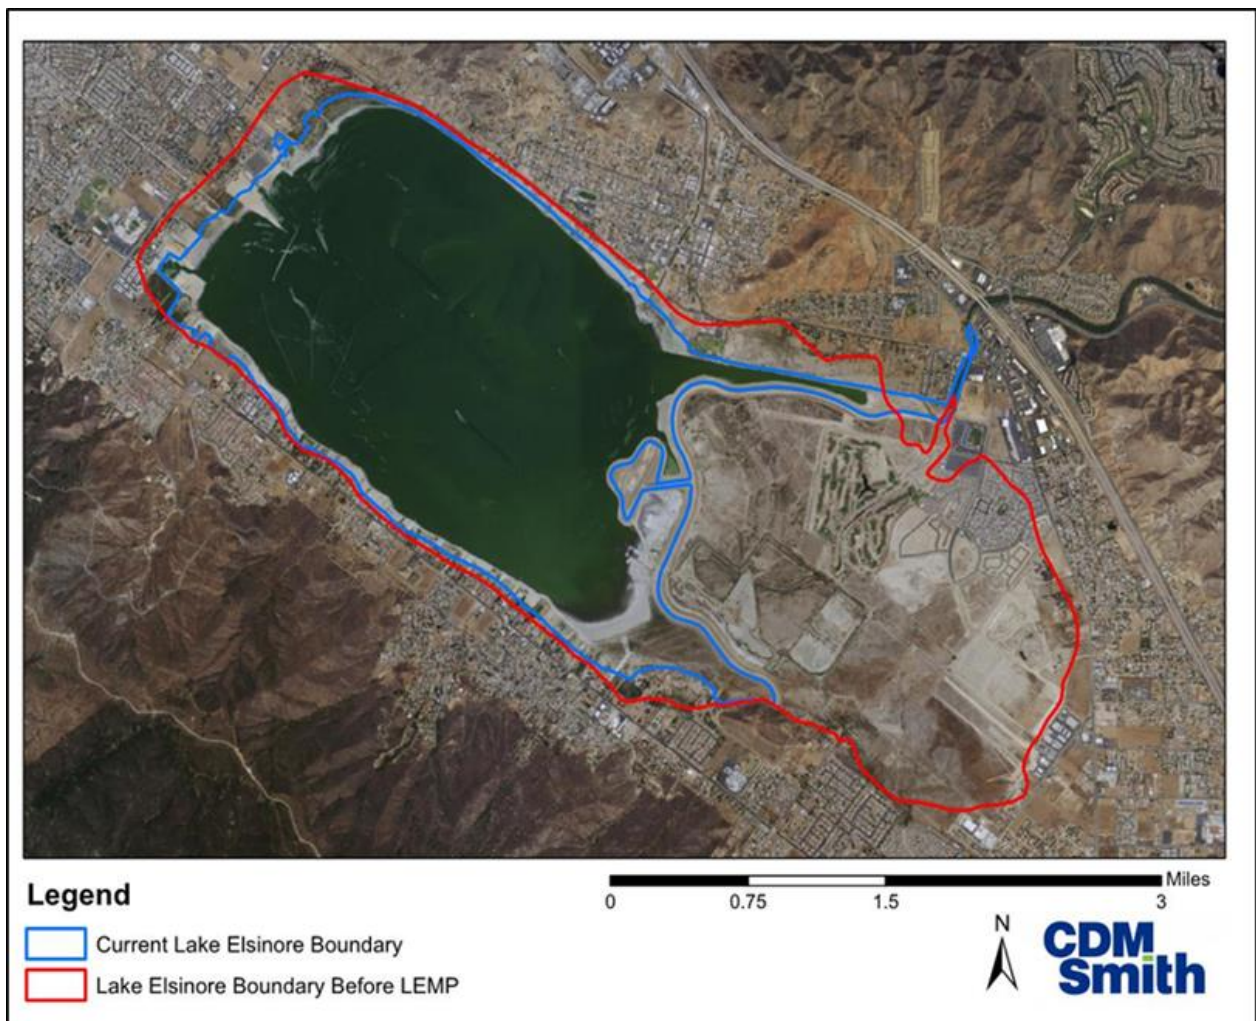 Legend
Current Lake Elsinore Boundary
Lake Elsinore Boundary Before LEMP
Miles
0 0.75 1.5 3
N
CDM
Smith